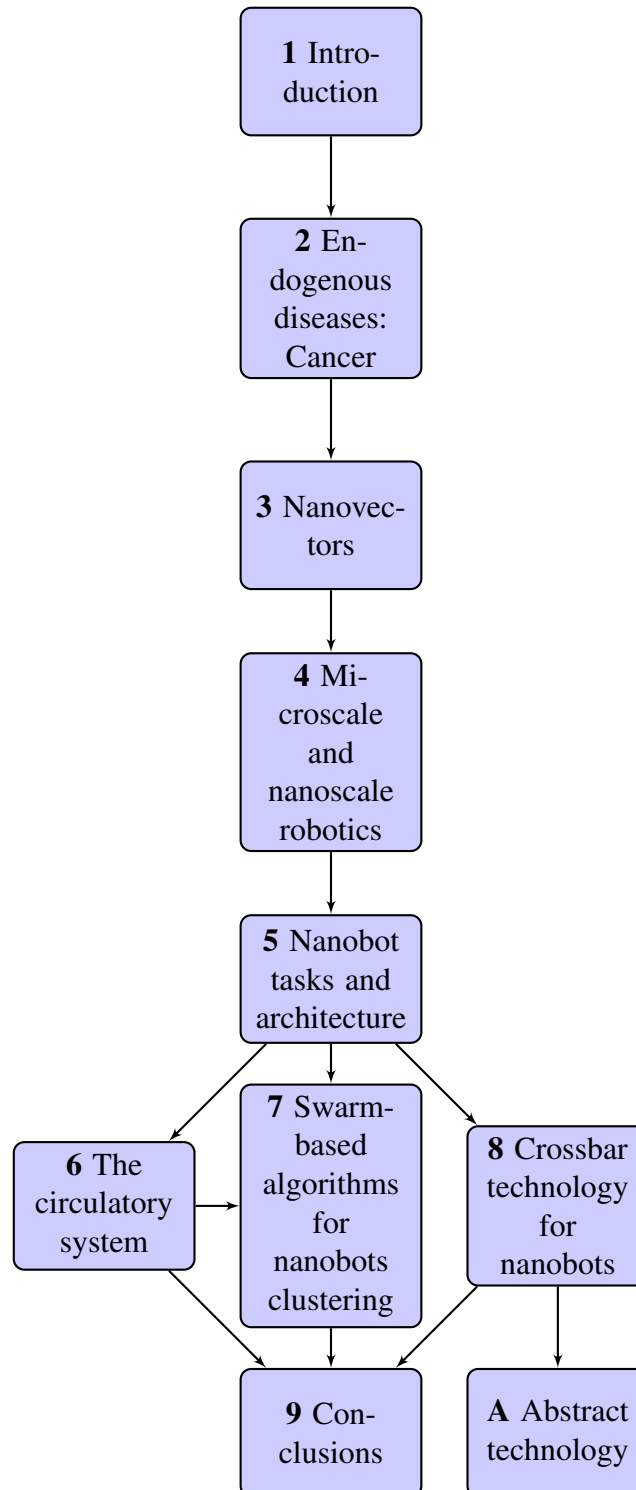 1 Intro-
duction
2 En-
dogenous
diseases:
Cancer
3 Nanovec-
tors
4 Mi-
croscale
and
nanoscale
robotics
5 Nanobot
tasks and
architecture
6 The
circulatory
system
7 Swarm-
based
algorithms
for
nanobots
clustering
8 Crossbar
technology
for
nanobots
9 Con-
clusions
A Abstract
technology